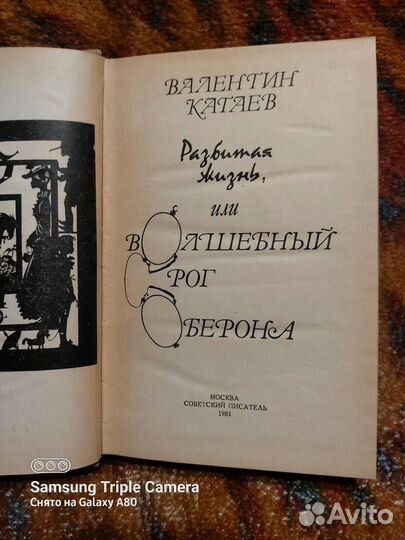 ВАЛЕНТИН
КАТАЕВ
Разбитая
жизнь,
или
ВОЛШЕБНЫЙ
РОГ
ОБЕРОНА
МОСКВА
СОВЕТСКИЙ ПИСАТЕЛЬ
1983
Samsung Triple Camera
Снято на Galaxy A80
Avito